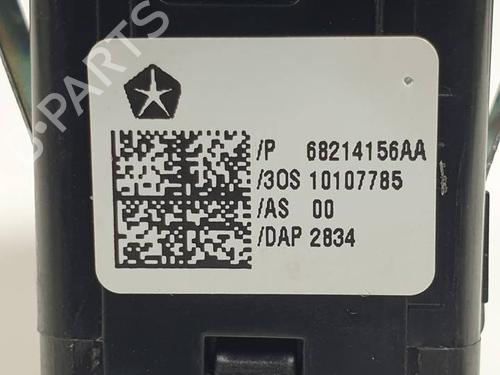 /P 68214156AA
/3OS 10107785
/AS 00
/DAP 2834
B-PARTS